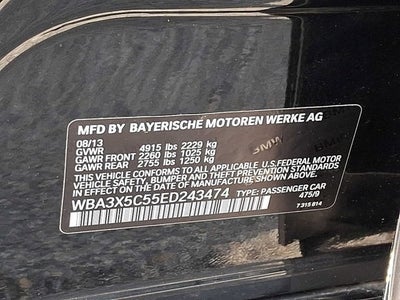 MFD BY BAYERISCHE MOTOREN WERKE AG
08/13
GVWR 4915 lbs 2229 kg
GAWR FRONT 2260 lbs 1025 kg
GAWR REAR 2755 lbs 1250 kg
THIS VEHICLE CONFORMS TO ALL APPLICABLE U.S.FEDERAL MOTOR
VEHICLE SAFETY, BUMPER AND THEFT PREVENTION STANDARDS
IN EFFECT ON THE DATE OF MANUFACTURE SHOWN ABOVE.
WBA3X5C55ED243474 TYPE: PASSENGER CAR
475/9
7 315 814
BMW